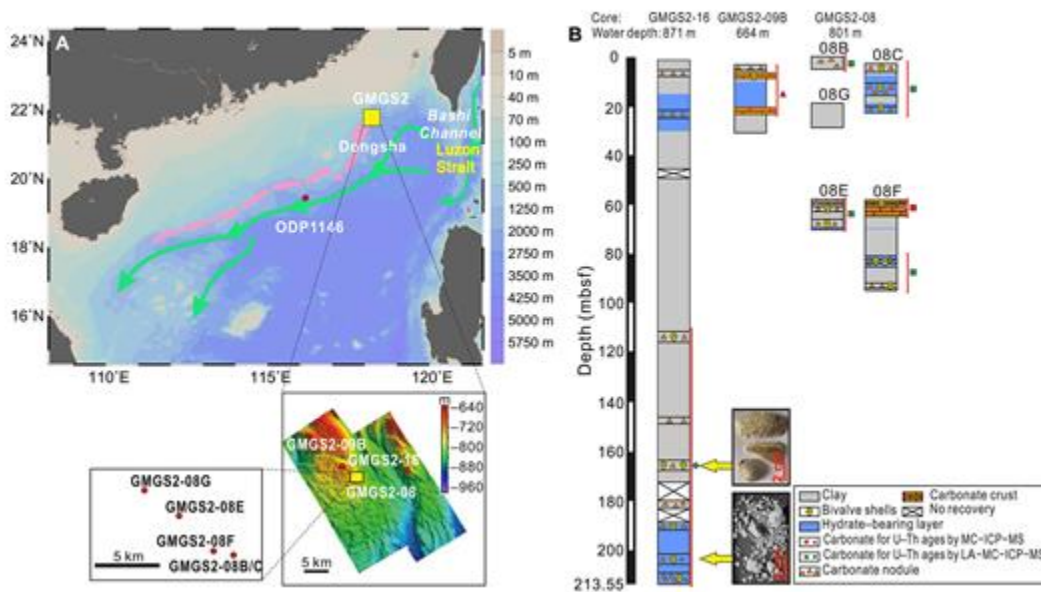 A
24˚N
22˚N
20˚N
18˚N
16˚N
110˚E
115˚E
120˚E
GMGS2
Bashi
Channel
Luzon
Strait
Dongsha
ODP1146
5 m
10 m
40 m
70 m
100 m
250 m
500 m
1250 m
2000 m
2750 m
3500 m
4250 m
5000 m
5750 m
m
−640
−720
−800
−880
−960
GMGS2-09B
GMGS2-16
GMGS2-08
5 km
GMGS2-08G
GMGS2-08E
GMGS2-08F
GMGS2-08B/C
5 km
B
Core: GMGS2-16 GMGS2-09B GMGS2-08
Water depth: 871 m 664 m 801 m
08B
08C
08G
08E
08F
Depth (mbsf)
0
20
40
60
80
100
120
140
160
180
200
213.55
Clay
Carbonate crust
Bivalve shells
No recovery
Hydrate–bearing layer
Carbonate for U–Th ages by MC–ICP–MS
Carbonate for U–Th ages by LA–MC–ICP–MS
Carbonate nodule